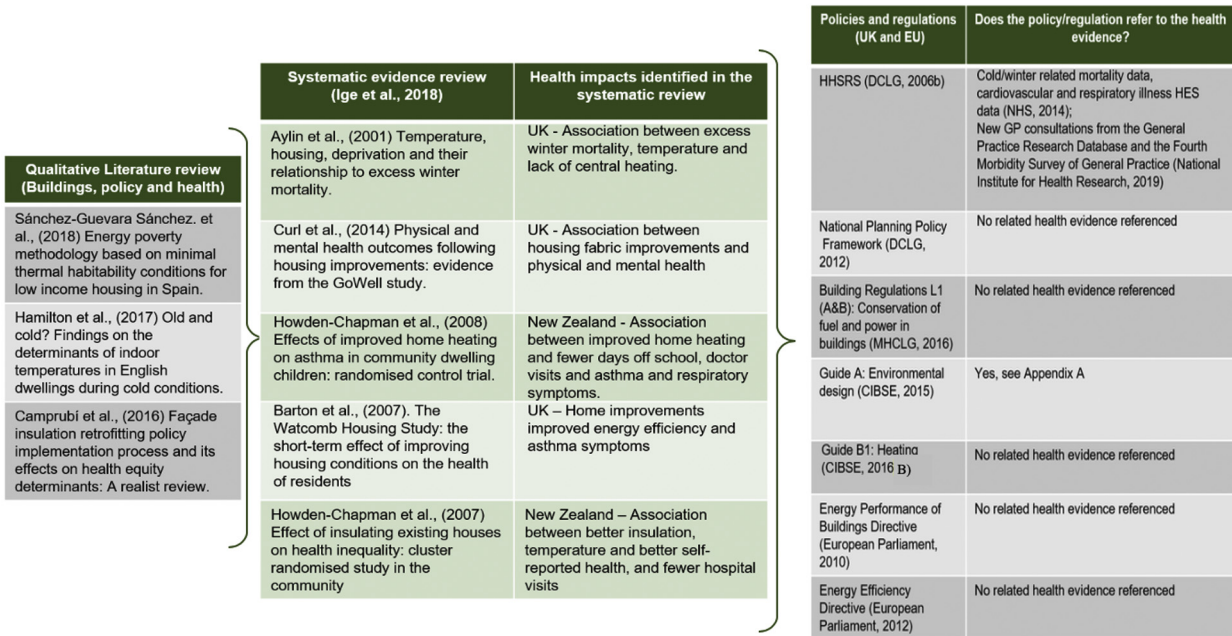 Qualitative Literature review
(Buildings, policy and health)
Sánchez-Guevara Sánchez. et
al., (2018) Energy poverty
methodology based on minimal
thermal habitability conditions for
low income housing in Spain.
Hamilton et al., (2017) Old and
cold? Findings on the
determinants of indoor
temperatures in English
dwellings during cold conditions.
Camprubí et al., (2016) Façade
insulation retrofitting policy
implementation process and its
effects on health equity
determinants: A realist review.
Systematic evidence review
(Ige et al., 2018)
Health impacts identified in the
systematic review
Aylin et al., (2001) Temperature,
housing, deprivation and their
relationship to excess winter
mortality.
UK - Association between excess
winter mortality, temperature and
lack of central heating.
Curl et al., (2014) Physical and
mental health outcomes following
housing improvements: evidence
from the GoWell study.
UK - Association between
housing fabric improvements and
physical and mental health
Howden-Chapman et al., (2008)
Effects of improved home heating
on asthma in community dwelling
children: randomised control trial.
New Zealand - Association
between improved home heating
and fewer days off school, doctor
visits and asthma and respiratory
symptoms.
Barton et al., (2007). The
Watcomb Housing Study: the
short-term effect of improving
housing conditions on the health
of residents
UK – Home improvements
improved energy efficiency and
asthma symptoms
Howden-Chapman et al., (2007)
Effect of insulating existing houses
on health inequality: cluster
randomised study in the
community
New Zealand – Association
between better insulation,
temperature and better self-
reported health, and fewer hospital
visits
Policies and regulations
(UK and EU)
Does the policy/regulation refer to the health
evidence?
HHSRS (DCLG, 2006b)
Cold/winter related mortality data,
cardiovascular and respiratory illness HES
data (NHS, 2014);
New GP consultations from the General
Practice Research Database and the Fourth
Morbidity Survey of General Practice (National
Institute for Health Research, 2019)
National Planning Policy
Framework (DCLG,
2012)
No related health evidence referenced
Building Regulations L1
(A&B): Conservation of
fuel and power in
buildings (MHCLG, 2016)
No related health evidence referenced
Guide A: Environmental
design (CIBSE, 2015)
Yes, see Appendix A
Guide B1: Heating
(CIBSE, 2016 B)
No related health evidence referenced
Energy Performance of
Buildings Directive
(European Parliament,
2010)
No related health evidence referenced
Energy Efficiency
Directive (European
Parliament, 2012)
No related health evidence referenced